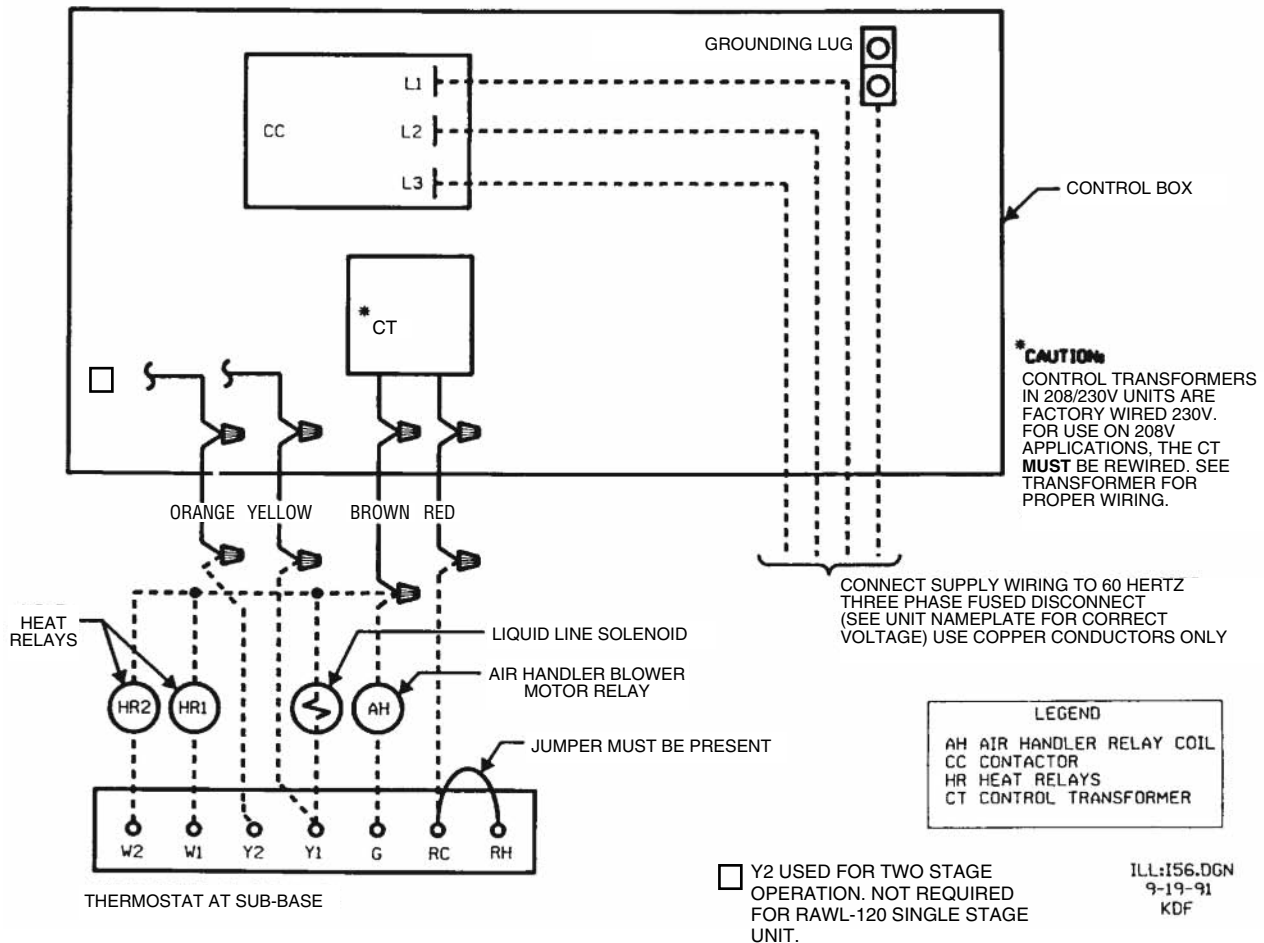 GROUNDING LUG
L1
CC
L2
L3
CONTROL BOX
*
CT
*CAUTION:
CONTROL TRANSFORMERS
IN 208/230V UNITS ARE
FACTORY WIRED 230V.
FOR USE ON 208V
APPLICATIONS, THE CT
MUST BE REWIRED. SEE
TRANSFORMER FOR
PROPER WIRING.
ORANGE YELLOW BROWN RED
CONNECT SUPPLY WIRING TO 60 HERTZ
THREE PHASE FUSED DISCONNECT
(SEE UNIT NAMEPLATE FOR CORRECT
VOLTAGE) USE COPPER CONDUCTORS ONLY
HEAT
RELAYS
LIQUID LINE SOLENOID
AIR HANDLER BLOWER
MOTOR RELAY
HR2 HR1 AH
JUMPER MUST BE PRESENT
W2 W1 Y2 Y1 G RC RH
THERMOSTAT AT SUB-BASE
LEGEND
AH AIR HANDLER RELAY COIL
CC CONTACTOR
HR HEAT RELAYS
CT CONTROL TRANSFORMER
Y2 USED FOR TWO STAGE
OPERATION. NOT REQUIRED
FOR RAWL-120 SINGLE STAGE
UNIT.
ILL:I56.DGN
9-19-91
KDF